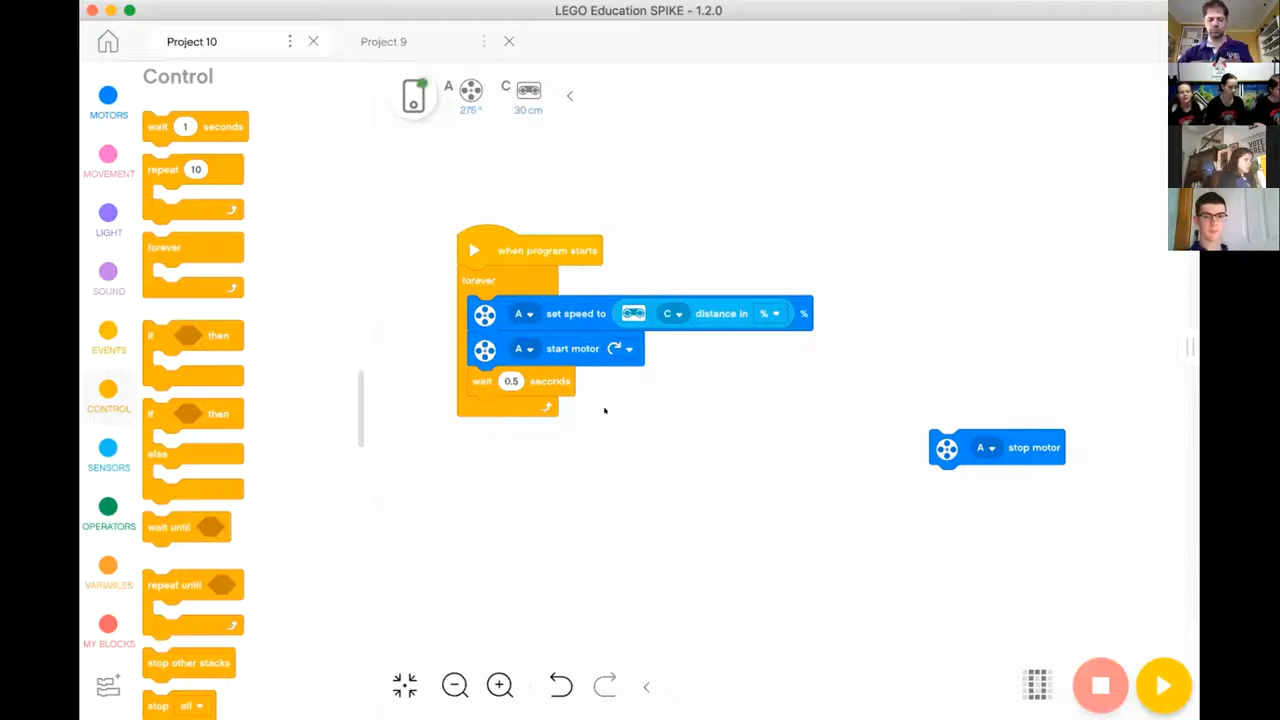 LEGO Education SPIKE - 1.2.0
Project 10
Project 9
Control
A
275°
C
30 cm
MOTORS
MOVEMENT
LIGHT
SOUND
EVENTS
CONTROL
SENSORS
OPERATORS
VARIABLES
MY BLOCKS
wait 1 seconds
repeat 10
forever
if then
if then
else
wait until
repeat until
stop other stacks
stop all
when program starts
forever
A set speed to C distance in % %
A start motor
wait 0.5 seconds
A stop motor